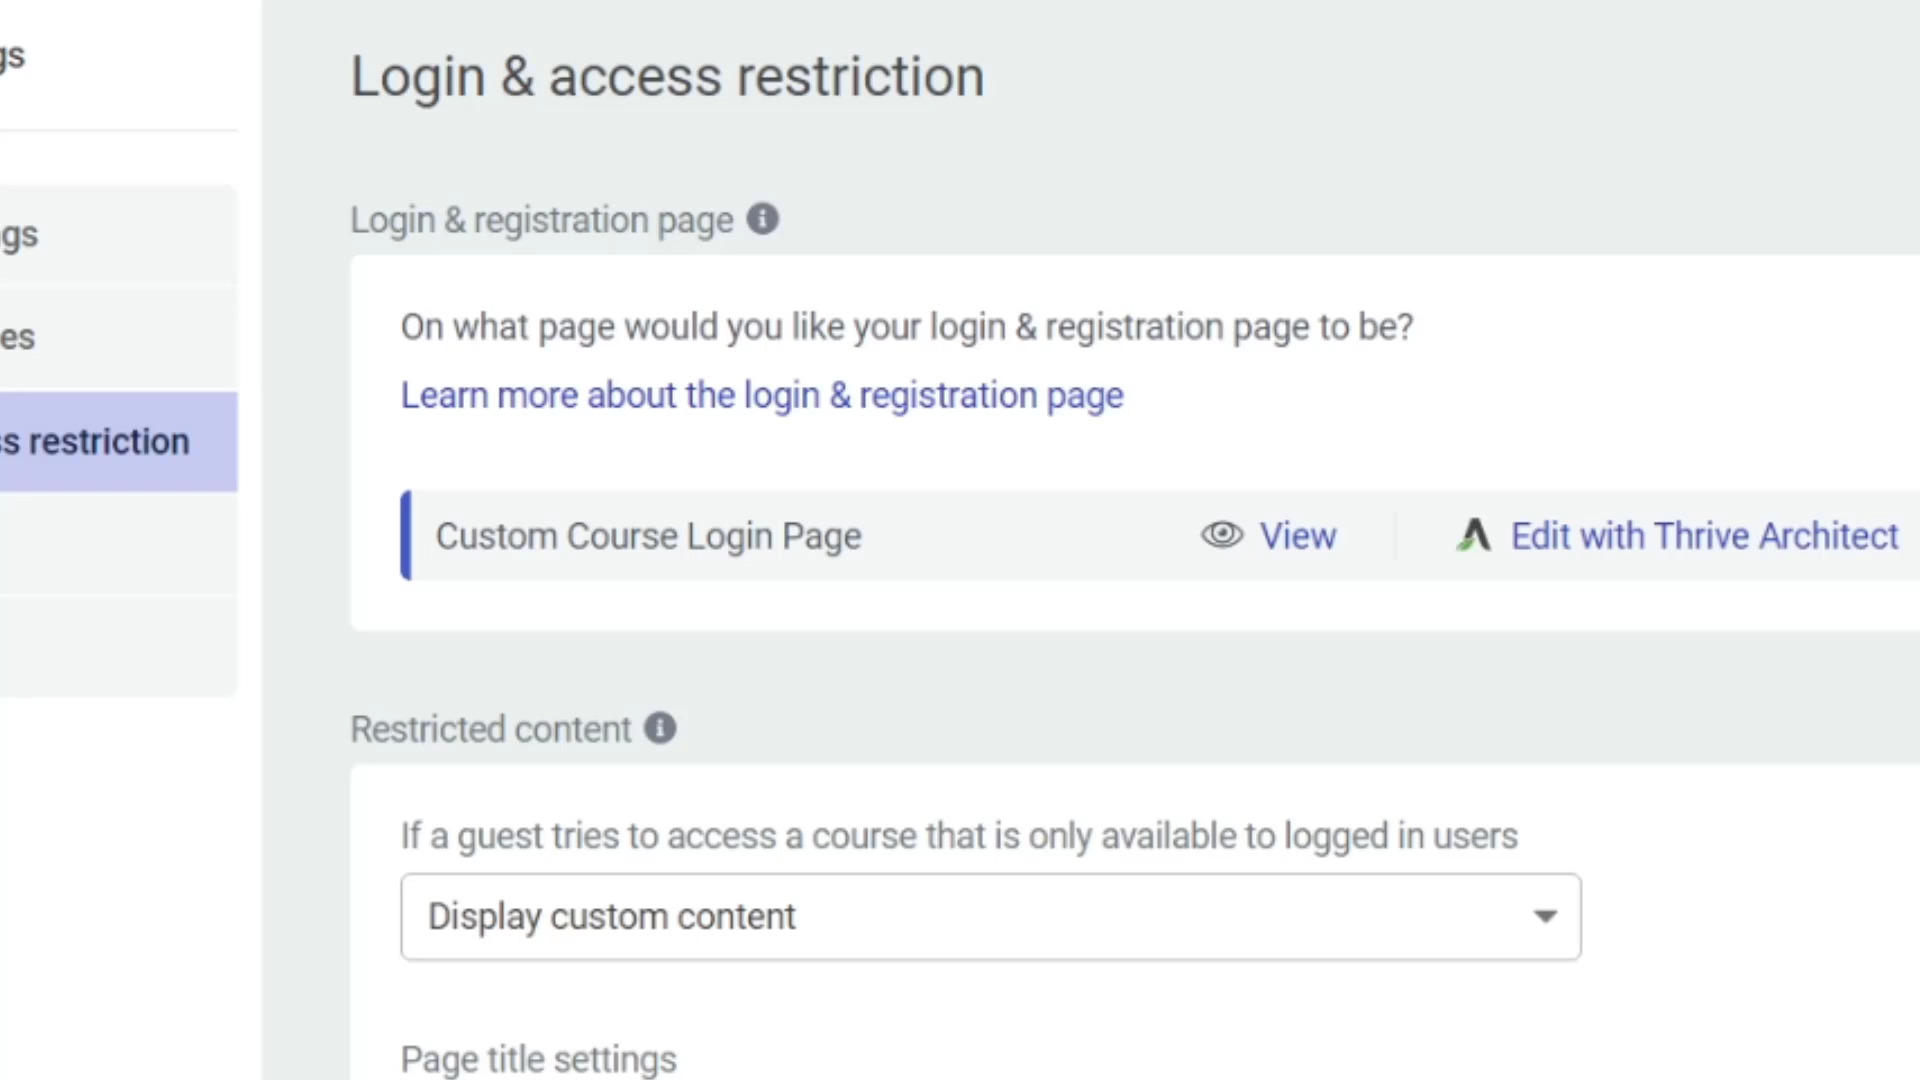 Login & access restriction
Login & registration page
On what page would you like your login & registration page to be?
Learn more about the login & registration page
restriction
Custom Course Login Page
View
Edit with Thrive Architect
Restricted content
If a guest tries to access a course that is only available to logged in users
Display custom content
Page title settings